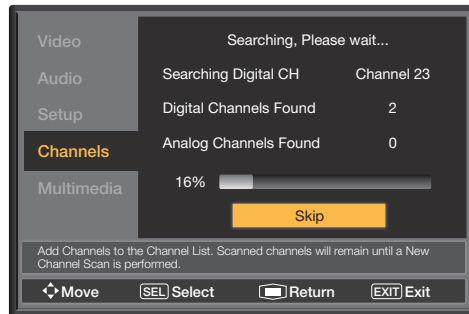 Video
Audio
Setup
Channels
Multimedia
Searching, Please wait...
Searching Digital CH Channel 23
Digital Channels Found 2
Analog Channels Found 0
16%
Skip
Add Channels to the Channel List. Scanned channels will remain until a New
Channel Scan is performed.
Move SEL Select Return EXIT Exit